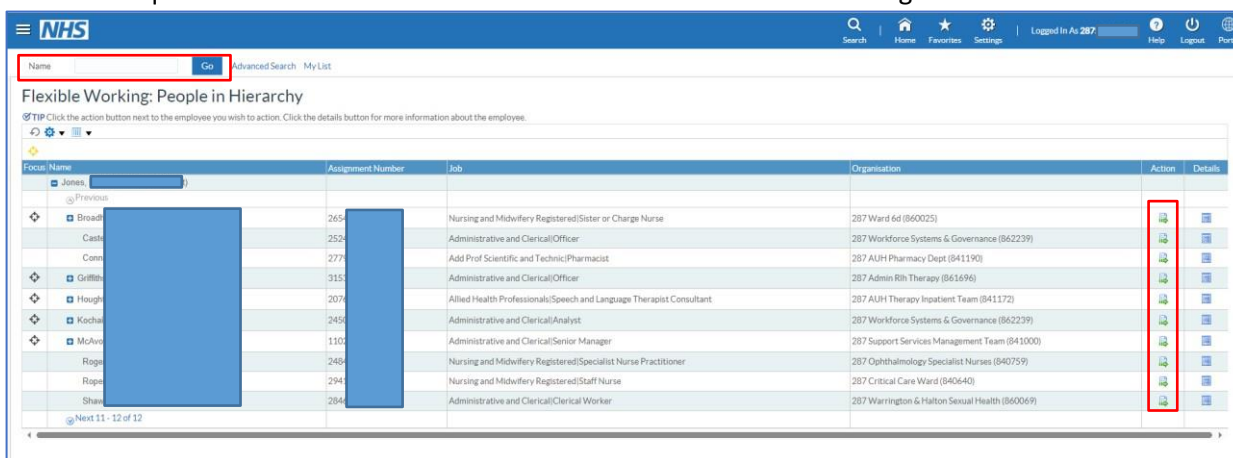 NHS
Search Home Favorites Settings Logged In As 287 Help Logout Port
Name Go Advanced Search My List
Flexible Working: People in Hierarchy
TIP Click the action button next to the employee you wish to action. Click the details button for more information about the employee.
Focus Name Assignment Number Job Organisation Action Details
Jones,
Previous
Broadh 2654 Nursing and Midwifery Registered|Sister or Charge Nurse 287 Ward 6d (860025)
Caste 2524 Administrative and Clerical|Officer 287 Workforce Systems & Governance (862239)
Conn 2779 Add Prof Scientific and Technic|Pharmacist 287 AUH Pharmacy Dept (841190)
Griffith 3153 Administrative and Clerical|Officer 287 Admin Rlh Therapy (861696)
Hough 2076 Allied Health Professionals|Speech and Language Therapist Consultant 287 AUH Therapy Inpatient Team (841172)
Kochal 2450 Administrative and Clerical|Analyst 287 Workforce Systems & Governance (862239)
McAvo 1102 Administrative and Clerical|Senior Manager 287 Support Services Management Team (841000)
Roge 2484 Nursing and Midwifery Registered|Specialist Nurse Practitioner 287 Ophthalmology Specialist Nurses (840759)
Rope 2941 Nursing and Midwifery Registered|Staff Nurse 287 Critical Care Ward (840640)
Shaw 2846 Administrative and Clerical|Clerical Worker 287 Warrington & Halton Sexual Health (860069)
Next 11 - 12 of 12